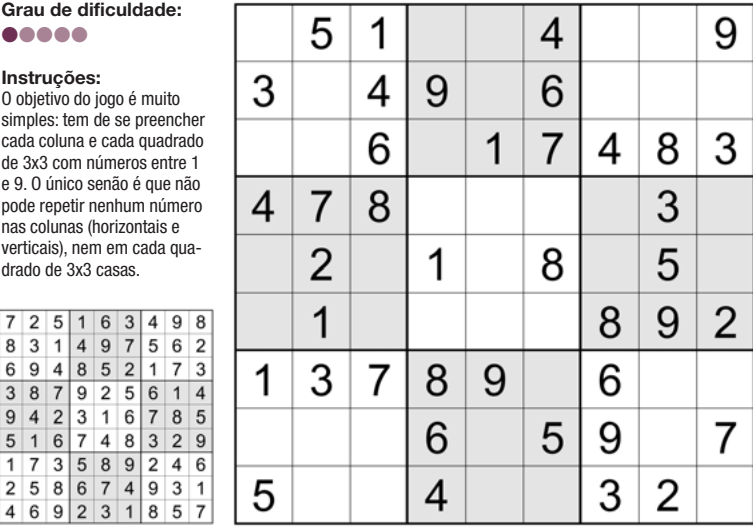 Grau de dificuldade:
Instruções:
O objetivo do jogo é muito
simples: tem de se preencher
cada coluna e cada quadrado
de 3x3 com números entre 1
e 9. O único senão é que não
pode repetir nenhum número
nas colunas (horizontais e
verticais), nem em cada qua-
drado de 3x3 casas.
7 2 5 1 6 3 4 9 8
8 3 1 4 9 7 5 6 2
6 9 4 8 5 2 1 7 3
3 8 7 9 2 5 6 1 4
9 4 2 3 1 6 7 8 5
5 1 6 7 4 8 3 2 9
1 7 3 5 8 9 2 4 6
2 5 8 6 7 4 9 3 1
4 6 9 2 3 1 8 5 7
5 1 4 9
3 4 9 6
6 1 7 4 8 3
4 7 8 3
2 1 8 5
1 8 9 2
1 3 7 8 9 6
6 5 9 7
5 4 3 2